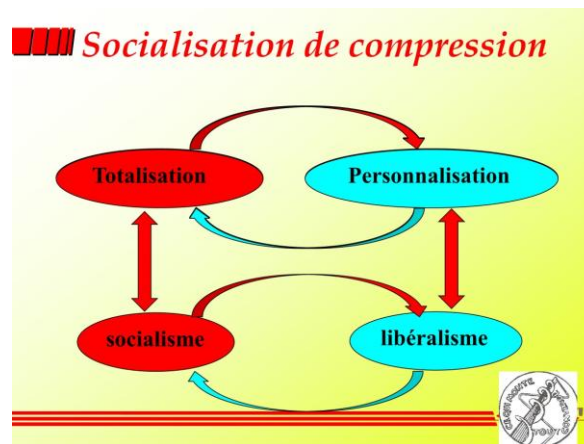 Socialisation de compression
Totalisation
Personnalisation
socialisme
libéralisme